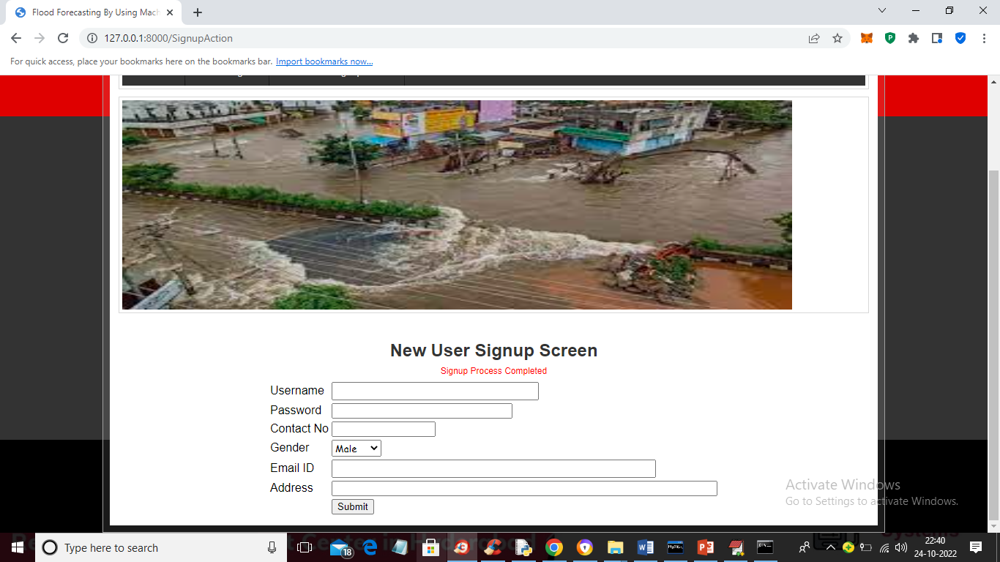 Flood Forecasting By Using Mach
127.0.0.1:8000/SignupAction
For quick access, place your bookmarks here on the bookmarks bar. Import bookmarks now...
New User Signup Screen
Signup Process Completed
Username
Password
Contact No
Gender Male
Email ID
Address
Submit
Activate Windows
Go to Settings to activate Windows.
Systems
Type here to search
18
22:40
24-10-2022